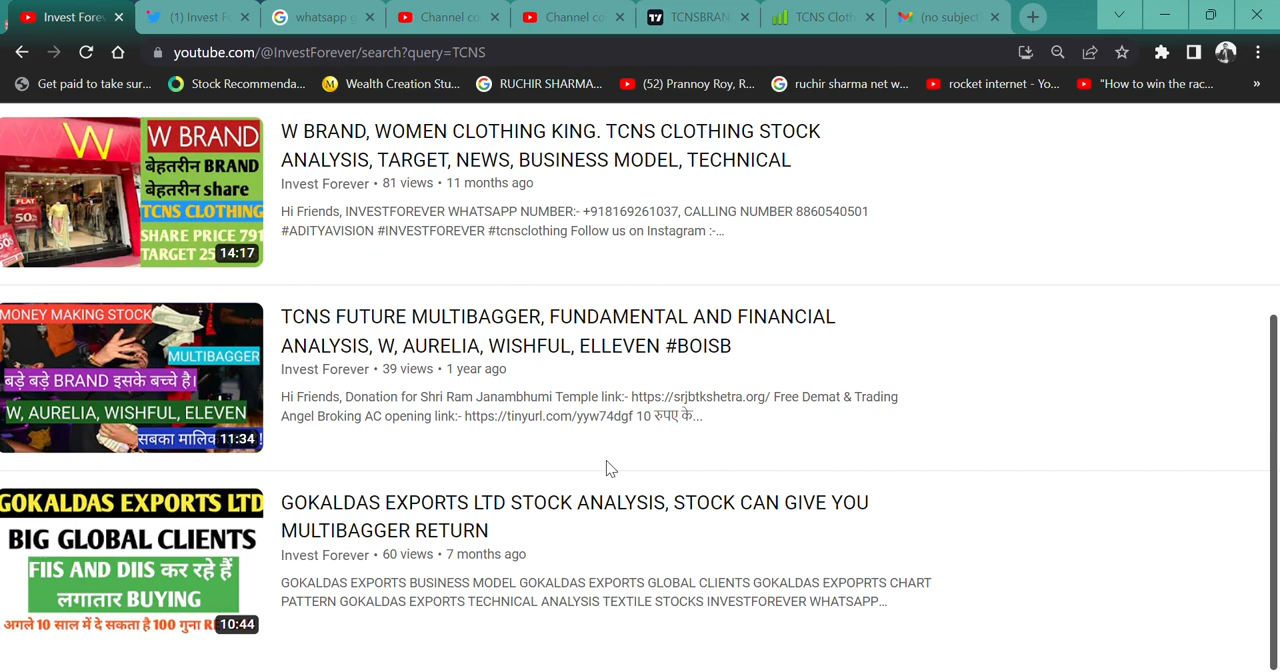 Invest Fore
(1) Invest F
whatsapp g
Channel co
Channel co
TCNSBRAN
TCNS Cloth
(no subject
youtube.com/@InvestForever/search?query=TCNS
Get paid to take sur...
Stock Recommenda...
Wealth Creation Stu...
RUCHIR SHARMA...
(52) Prannoy Roy, R...
ruchir sharma net w...
rocket internet - Yo...
"How to win the rac...
W
FLAT
50
W BRAND
बेहतरीन BRAND
बेहतरीन share
TCNS CLOTHING
SHARE PRICE 791
TARGET 25
14:17
W BRAND, WOMEN CLOTHING KING. TCNS CLOTHING STOCK
ANALYSIS, TARGET, NEWS, BUSINESS MODEL, TECHNICAL
Invest Forever • 81 views • 11 months ago
Hi Friends, INVESTFOREVER WHATSAPP NUMBER:- +918169261037, CALLING NUMBER 8860540501
#ADITYAVISION #INVESTFOREVER #tcnsclothing Follow us on Instagram :-...
MONEY MAKING STOCK
MULTIBAGGER
बड़े बड़े BRAND इसके बच्चे है।
W, AURELIA, WISHFUL, ELEVEN
सबका मालिक
11:34
TCNS FUTURE MULTIBAGGER, FUNDAMENTAL AND FINANCIAL
ANALYSIS, W, AURELIA, WISHFUL, ELLEVEN #BOISB
Invest Forever • 39 views • 1 year ago
Hi Friends, Donation for Shri Ram Janambhumi Temple link:- https://srjbtkshetra.org/ Free Demat & Trading
Angel Broking AC opening link:- https://tinyurl.com/yyw74dgf 10 रुपए के...
GOKALDAS EXPORTS LTD
BIG GLOBAL CLIENTS
FIIS AND DIIS कर रहे हैं
लगातार BUYING
अगले 10 साल में दे सकता है 100 गुना R
10:44
GOKALDAS EXPORTS LTD STOCK ANALYSIS, STOCK CAN GIVE YOU
MULTIBAGGER RETURN
Invest Forever • 60 views • 7 months ago
GOKALDAS EXPORTS BUSINESS MODEL GOKALDAS EXPORTS GLOBAL CLIENTS GOKALDAS EXPOPRTS CHART
PATTERN GOKALDAS EXPORTS TECHNICAL ANALYSIS TEXTILE STOCKS INVESTFOREVER WHATSAPP...